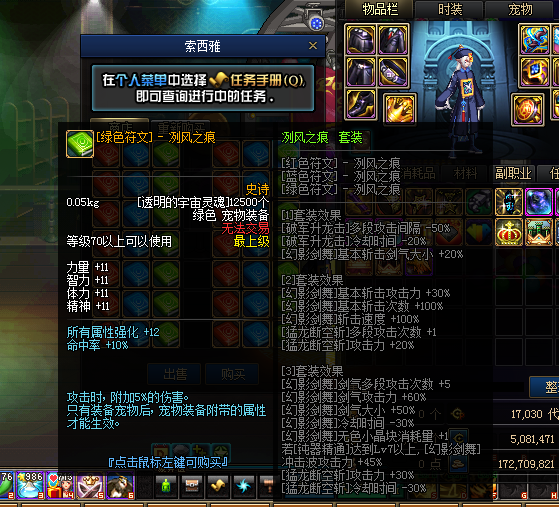 物品栏 时装 宠物
索西雅
在个人菜单中选择 任务手册(Q),
即可查询进行中的任务.
[绿色符文] - 冽风之痕
史诗
0.05kg [透明的宇宙灵魂]12500个
绿色 宠物装备
无法交易
等级70以上可以使用 最上级
力量 +11
智力 +11
体力 +11
精神 +11
所有属性强化 +12
命中率 +10%
出售 购买
攻击时, 附加5%的伤害。
只有装备宠物后, 宠物装备附带的属性
才能生效。
『点击鼠标左键可购买』
冽风之痕 套装
[红色符文] - 冽风之痕
[蓝色符文] - 冽风之痕
[绿色符文] - 冽风之痕
[1]套装效果
[破军升龙击]多段攻击间隔 -50%
[破军升龙击]冷却时间 -20%
[幻影剑舞]基本斩击剑气大小 +20%
[2]套装效果
[幻影剑舞]基本斩击攻击力 +30%
[幻影剑舞]基本斩击次数 +100%
[幻影剑舞]斩击速度 +100%
[猛龙断空斩]多段攻击次数 +1
[猛龙断空斩]攻击力 +20%
[3]套装效果
[幻影剑舞]剑气多段攻击次数 +5
[幻影剑舞]剑气攻击力 +60%
[幻影剑舞]剑气大小 +50%
[幻影剑舞]冷却时间 -30%
[幻影剑舞]无色小晶块消耗量 +1
若[钝器精通]达到Lv7以上, [幻影剑舞]
冲击波攻击力 +45%
[猛龙断空斩]攻击力 +30%
[猛龙断空斩]冷却时间 -30%
消耗品 材料 副职业 任
整
个 17,030 代
5,081,471
点 172,709,821
76 986